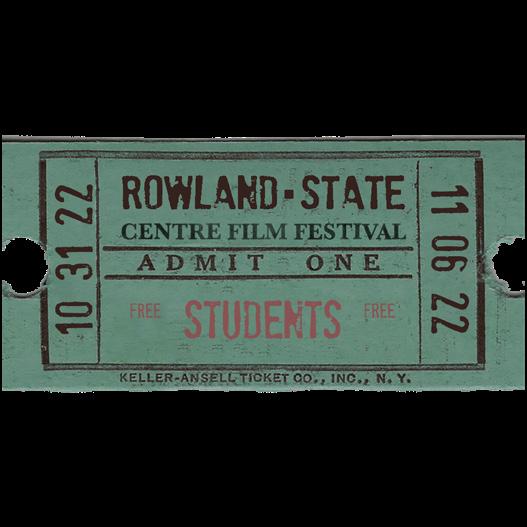 10 31 22
ROWLAND-STATE
CENTRE FILM FESTIVAL
ADMIT ONE
FREE STUDENTS FREE
11 06 22
KELLER-ANSELL TICKET CO., INC., N. Y.